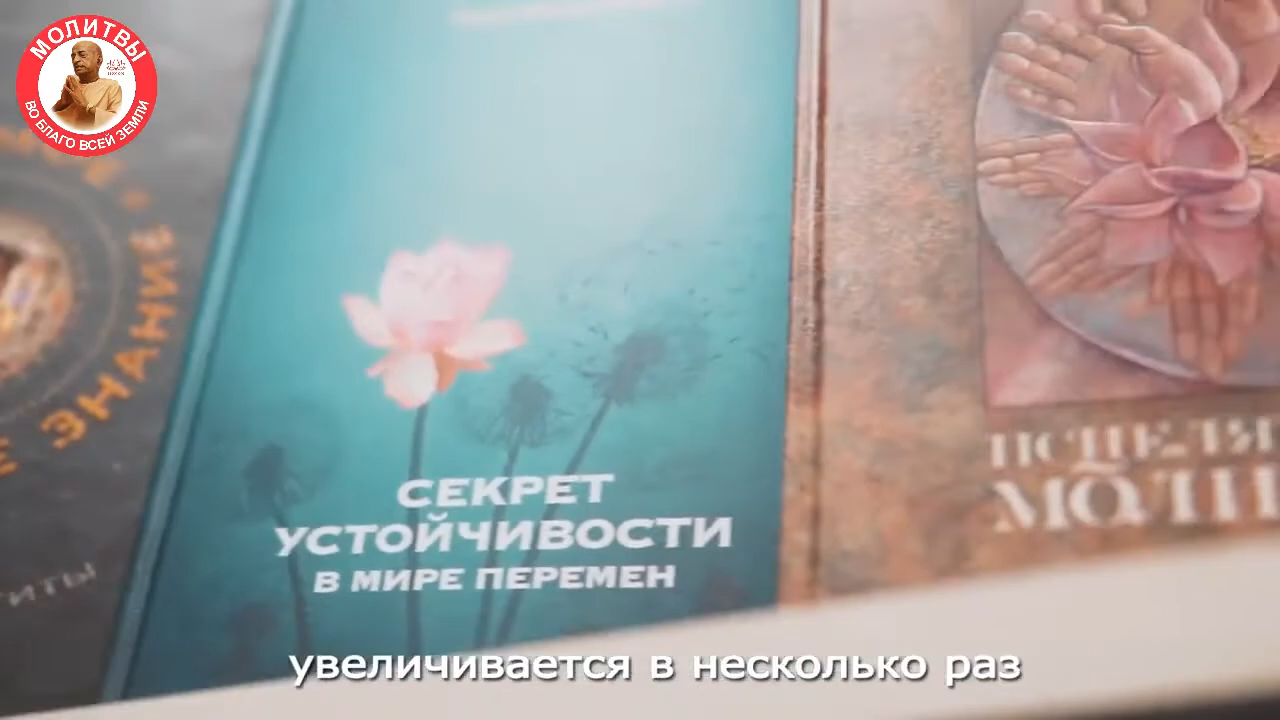 МОЛИТВЫ
ВО БЛАГО ВСЕЙ ЗЕМЛИ
ЗНАНИЕ
СЕКРЕТ
УСТОЙЧИВОСТИ
В МИРЕ ПЕРЕМЕН
увеличивается в несколько раз